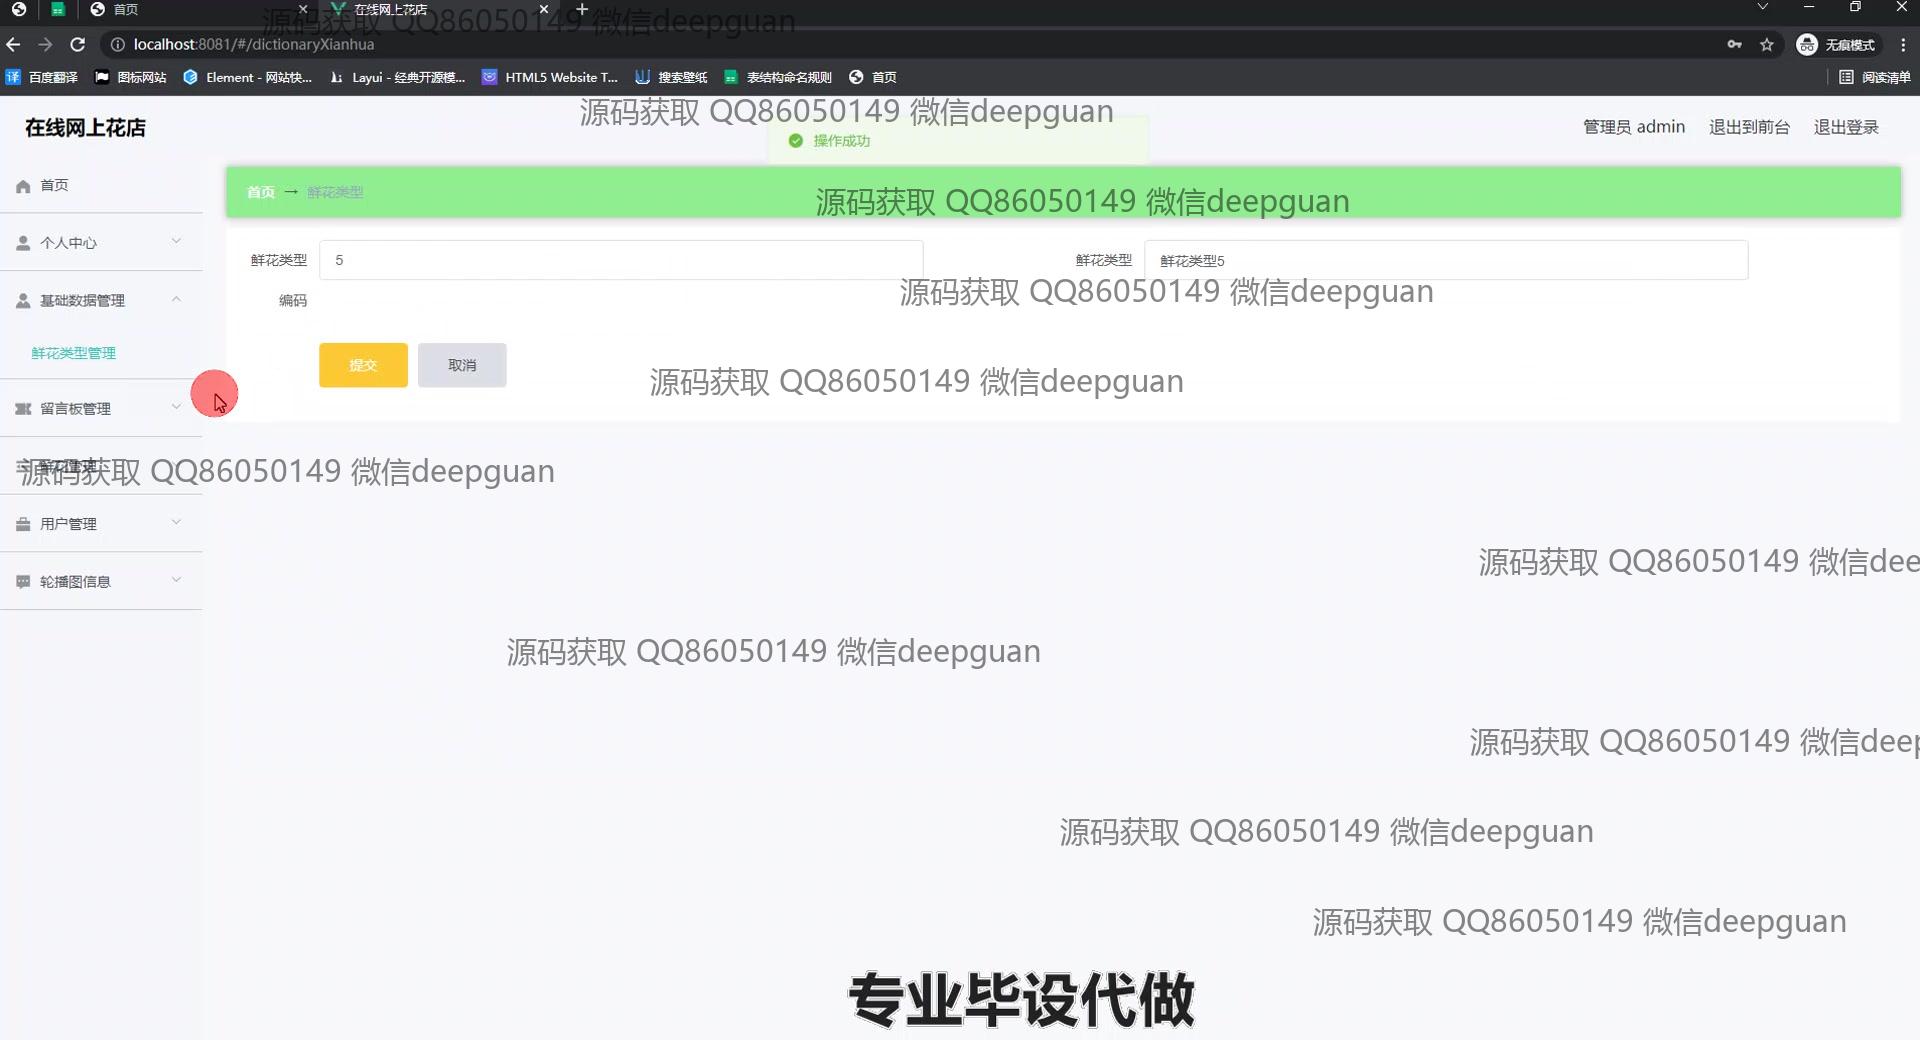 首页
在线网上花店
源码获取 QQ86050149 微信deepguan
localhost:8081/#/dictionaryXianhua
无痕模式
百度翻译
图标网站
Element - 网站快...
Layui - 经典开源模...
HTML5 Website T...
搜索壁纸
表结构命名规则
首页
阅读清单
在线网上花店
源码获取 QQ86050149 微信deepguan
操作成功
管理员 admin
退出到前台
退出登录
首页
个人中心
基础数据管理
鲜花类型管理
留言板管理
鲜花管理
源码获取 QQ86050149 微信deepguan
用户管理
轮播图信息
首页 → 鲜花类型
源码获取 QQ86050149 微信deepguan
鲜花类型
编码
5
鲜花类型
鲜花类型5
源码获取 QQ86050149 微信deepguan
提交
取消
源码获取 QQ86050149 微信deepguan
源码获取 QQ86050149 微信dee
源码获取 QQ86050149 微信deepguan
源码获取 QQ86050149 微信deep
源码获取 QQ86050149 微信deepguan
源码获取 QQ86050149 微信deepguan
专业毕设代做